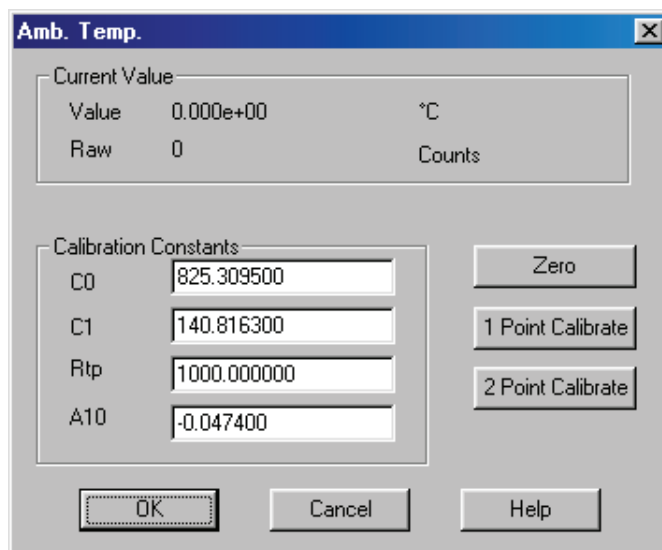 Amb. Temp.
Current Value
Value 0.000e+00 °C
Raw 0 Counts
Calibration Constants
C0 825.309500
C1 140.816300
Rtp 1000.000000
A10 -0.047400
Zero
1 Point Calibrate
2 Point Calibrate
OK Cancel Help